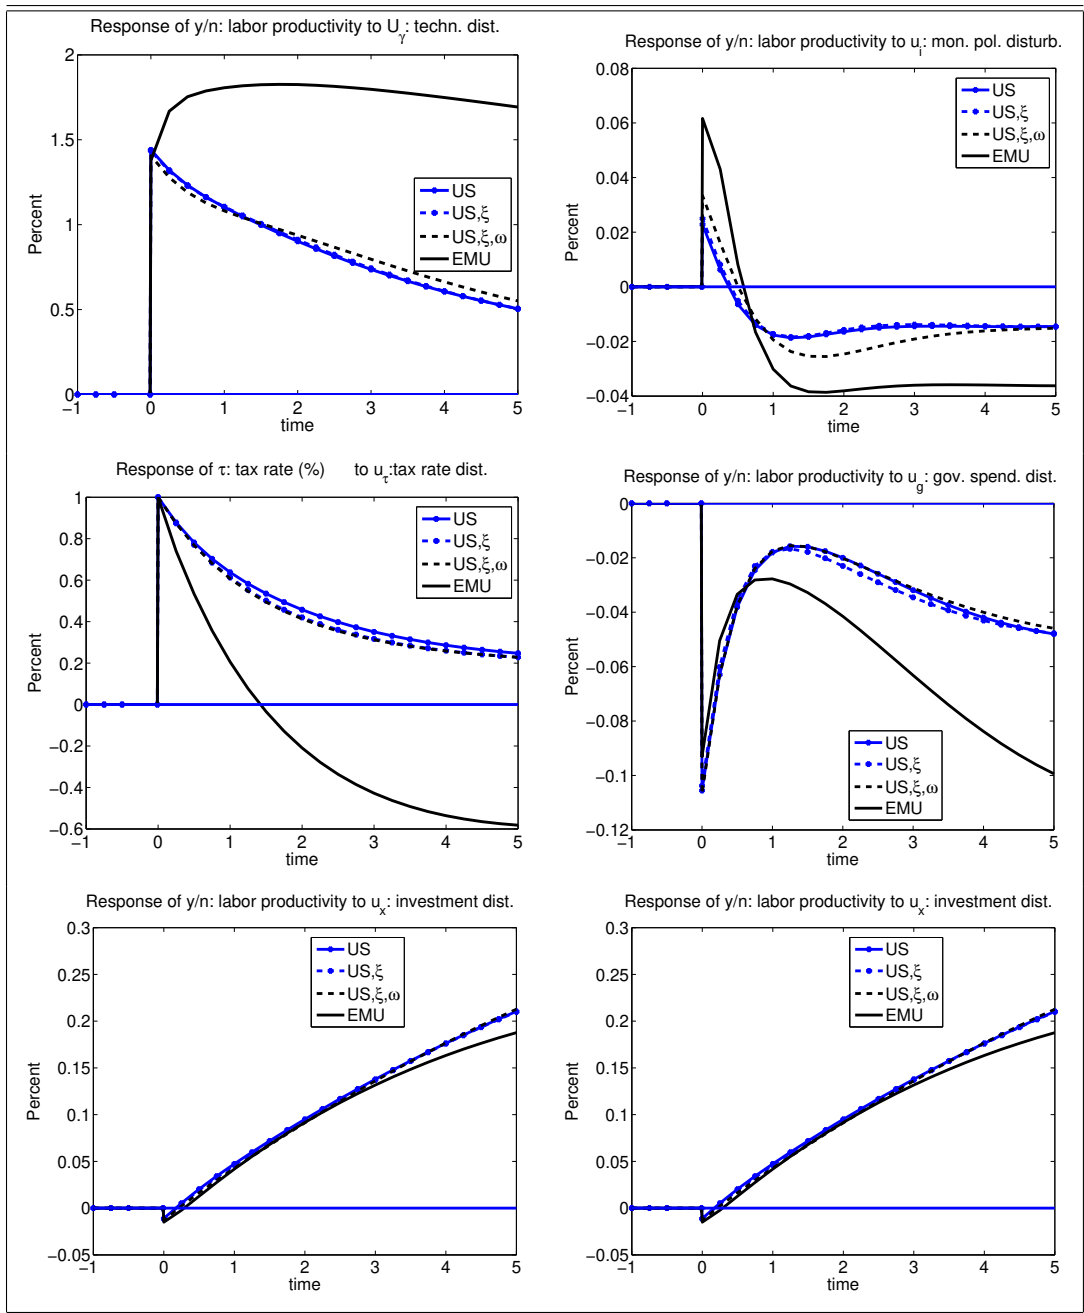 Response of y/n: labor productivity to Uγ: techn. dist.
2
1.5
1
0.5
0
Percent
US
US,ξ
US,ξ,ω
EMU
−1 0 1 2 3 4 5
time
Response of y/n: labor productivity to ui: mon. pol. disturb.
0.08
0.06
0.04
0.02
0
−0.02
−0.04
Percent
US
US,ξ
US,ξ,ω
EMU
−1 0 1 2 3 4 5
time
Response of τ: tax rate (%) to uτ:tax rate dist.
1
0.8
0.6
0.4
0.2
0
−0.2
−0.4
−0.6
Percent
US
US,ξ
US,ξ,ω
EMU
−1 0 1 2 3 4 5
time
Response of y/n: labor productivity to ug: gov. spend. dist.
0
−0.02
−0.04
−0.06
−0.08
−0.1
−0.12
Percent
US
US,ξ
US,ξ,ω
EMU
−1 0 1 2 3 4 5
time
Response of y/n: labor productivity to ux: investment dist.
0.3
0.25
0.2
0.15
0.1
0.05
0
−0.05
Percent
US
US,ξ
US,ξ,ω
EMU
−1 0 1 2 3 4 5
time
Response of y/n: labor productivity to ux: investment dist.
0.3
0.25
0.2
0.15
0.1
0.05
0
−0.05
Percent
US
US,ξ
US,ξ,ω
EMU
−1 0 1 2 3 4 5
time